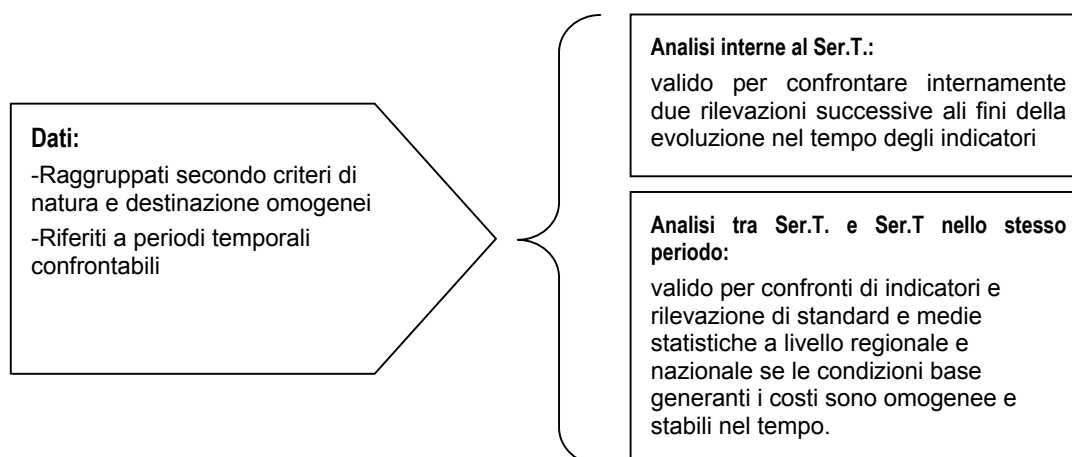 Dati:
-Raggruppati secondo criteri di
natura e destinazione omogenei
-Riferiti a periodi temporali
confrontabili
Analisi interne al Ser.T.:
valido per confrontare internamente
due rilevazioni successive ali fini della
evoluzione nel tempo degli indicatori
Analisi tra Ser.T. e Ser.T nello stesso
periodo:
valido per confronti di indicatori e
rilevazione di standard e medie
statistiche a livello regionale e
nazionale se le condizioni base
generanti i costi sono omogenee e
stabili nel tempo.